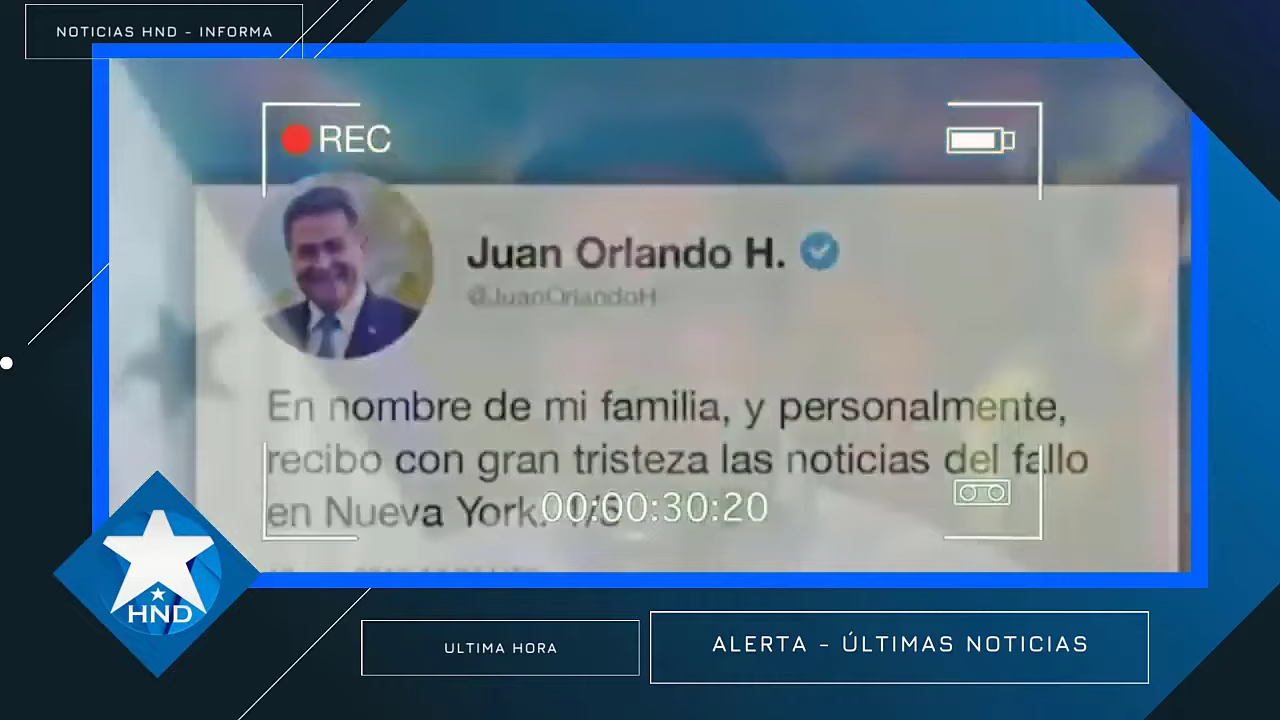 NOTICIAS HND - INFORMA
REC
Juan Orlando H.
@JuanOrlandoH
En nombre de mi familia, y personalmente,
recibo con gran tristeza las noticias del fallo
en Nueva York.
00:00:30:20
HND
ULTIMA HORA
ALERTA - ÚLTIMAS NOTICIAS